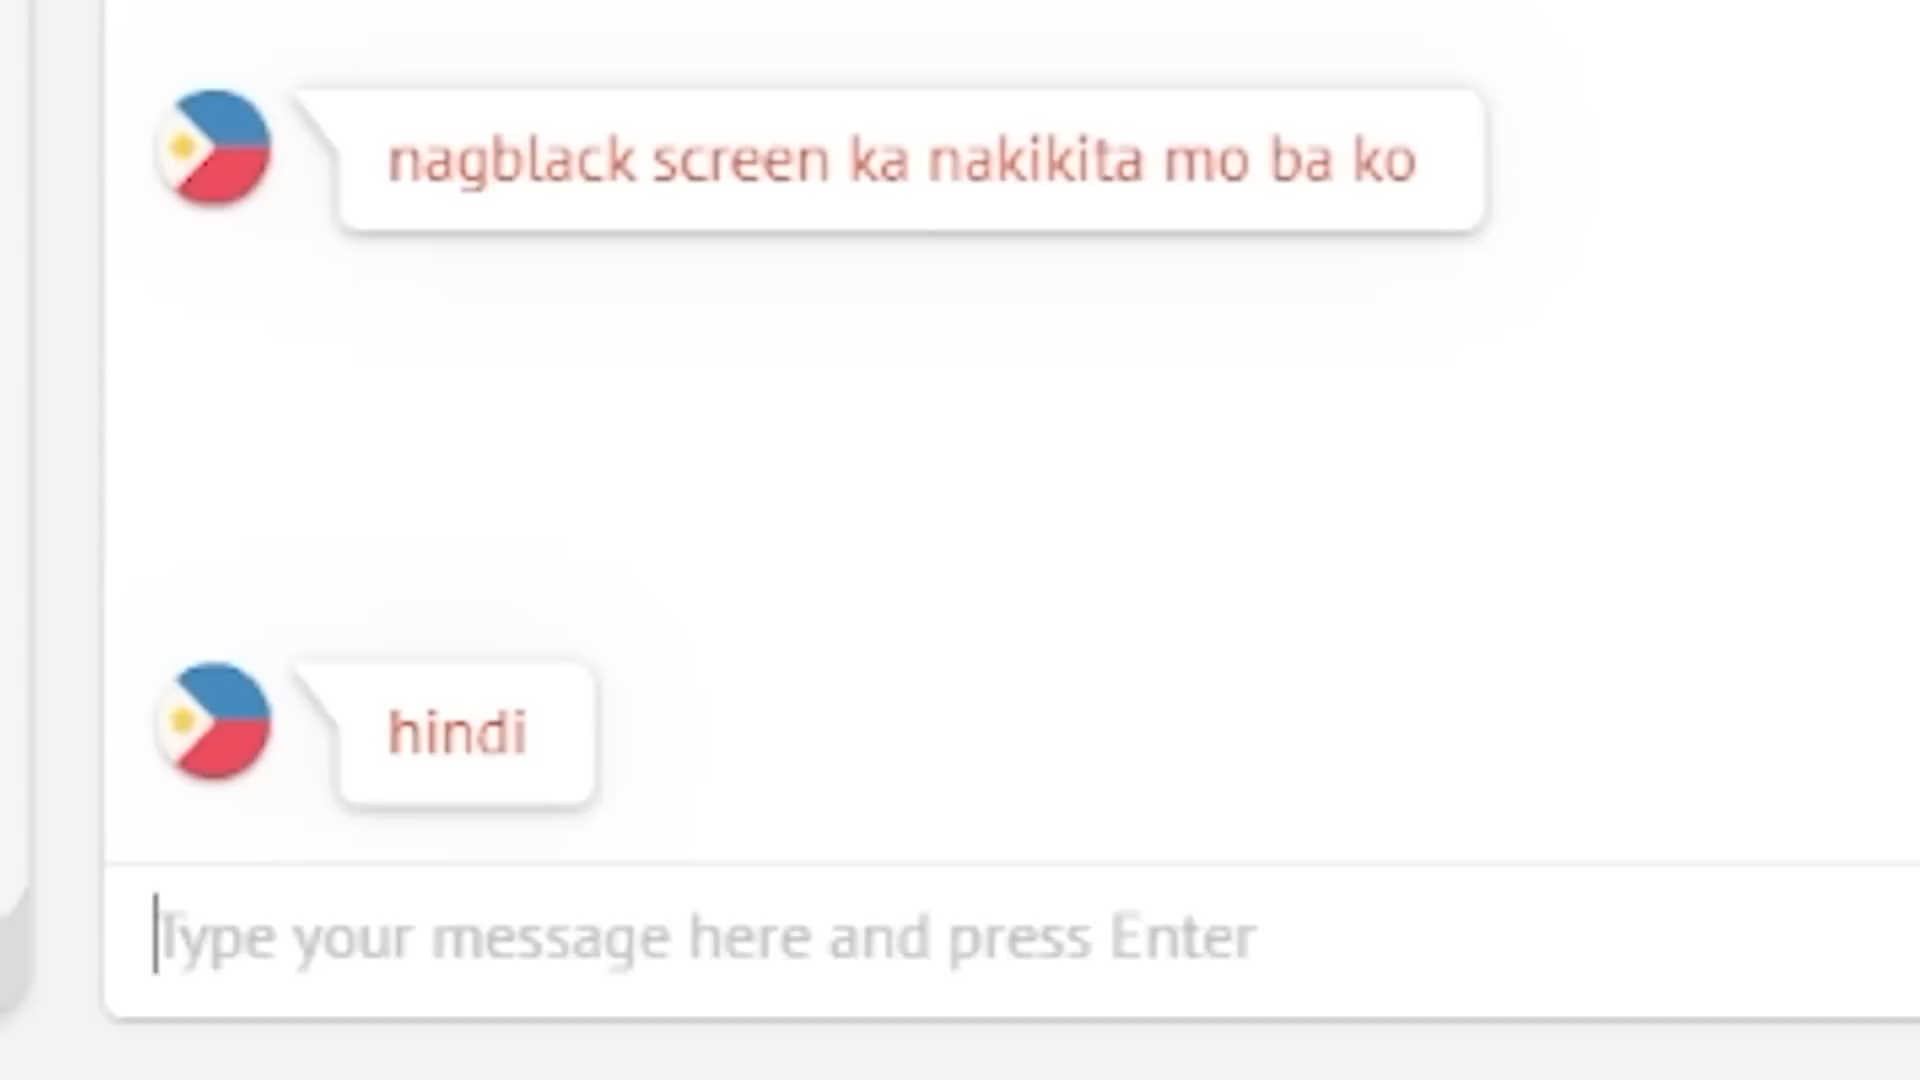 nagblack screen ka nakikita mo ba ko
hindi
Type your message here and press Enter